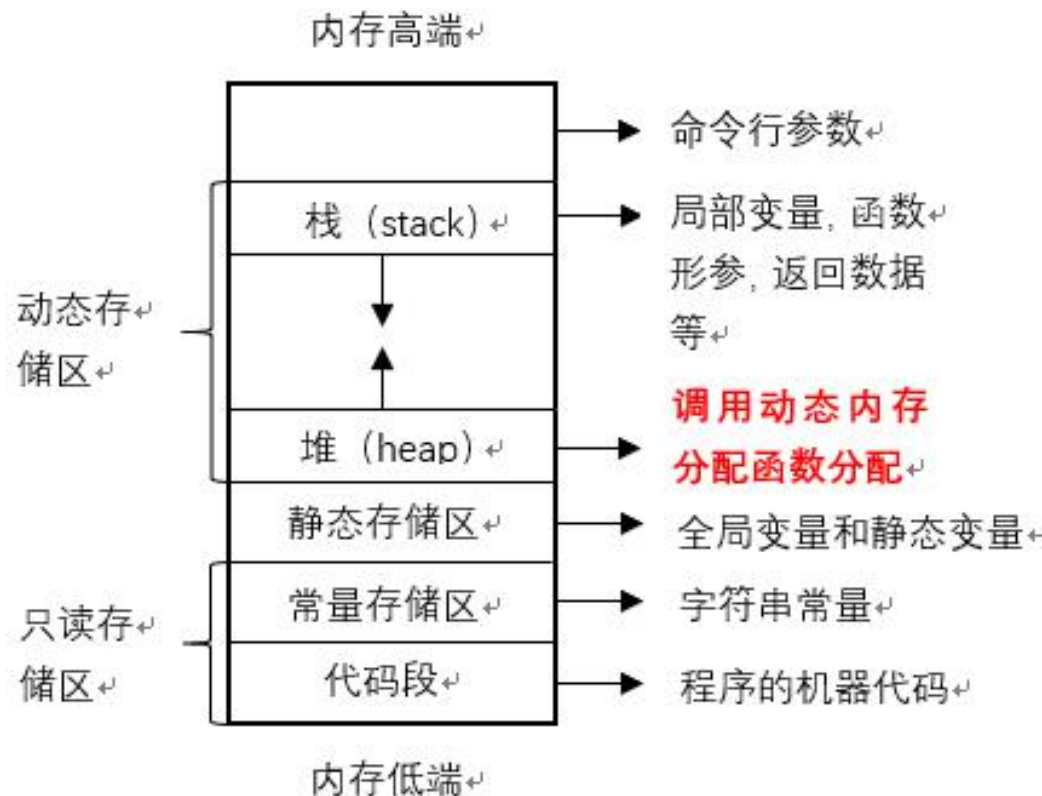 内存高端↵
命令行参数↵
栈（stack）↵
局部变量, 函数↵
形参, 返回数据
等↵
动态存↵
储区↵
堆（heap）↵
调用动态内存
分配函数分配↵
静态存储区↵
全局变量和静态变量↵
只读存↵
储区↵
常量存储区↵
字符串常量↵
代码段↵
程序的机器代码↵
内存低端↵